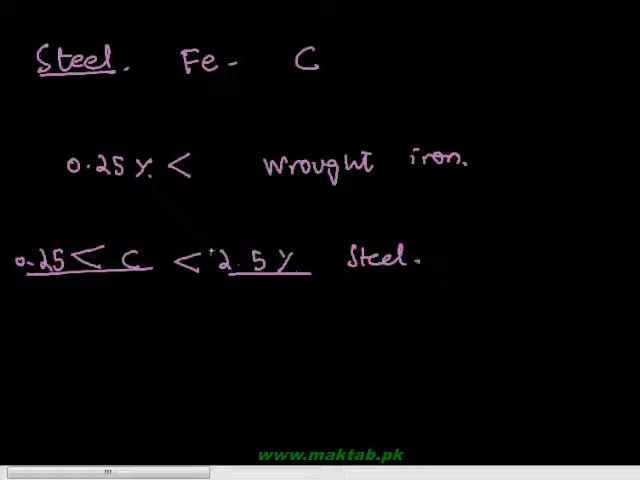 Steel. Fe - C
0.25 % < wrought iron.
0.25 < C < 2.5 % Steel.
www.maktab.pk